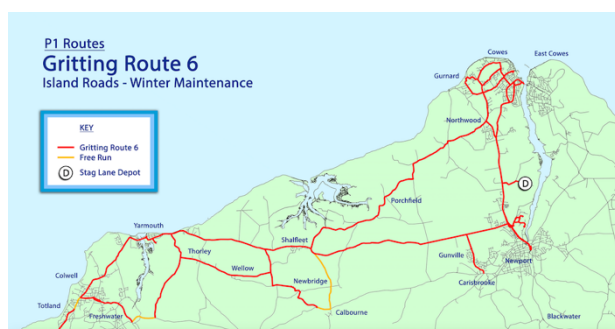 P1 Routes
Gritting Route 6
Island Roads - Winter Maintenance
KEY
Gritting Route 6
Free Run
D Stag Lane Depot
Cowes
East Cowes
Gurnard
Northwood
D
Porchfield
Yarmouth
Shalfleet
Thorley
Gunville
Newport
Colwell
Wellow
Newbridge
Carisbrooke
Totland
Freshwater
Calbourne
Blackwater